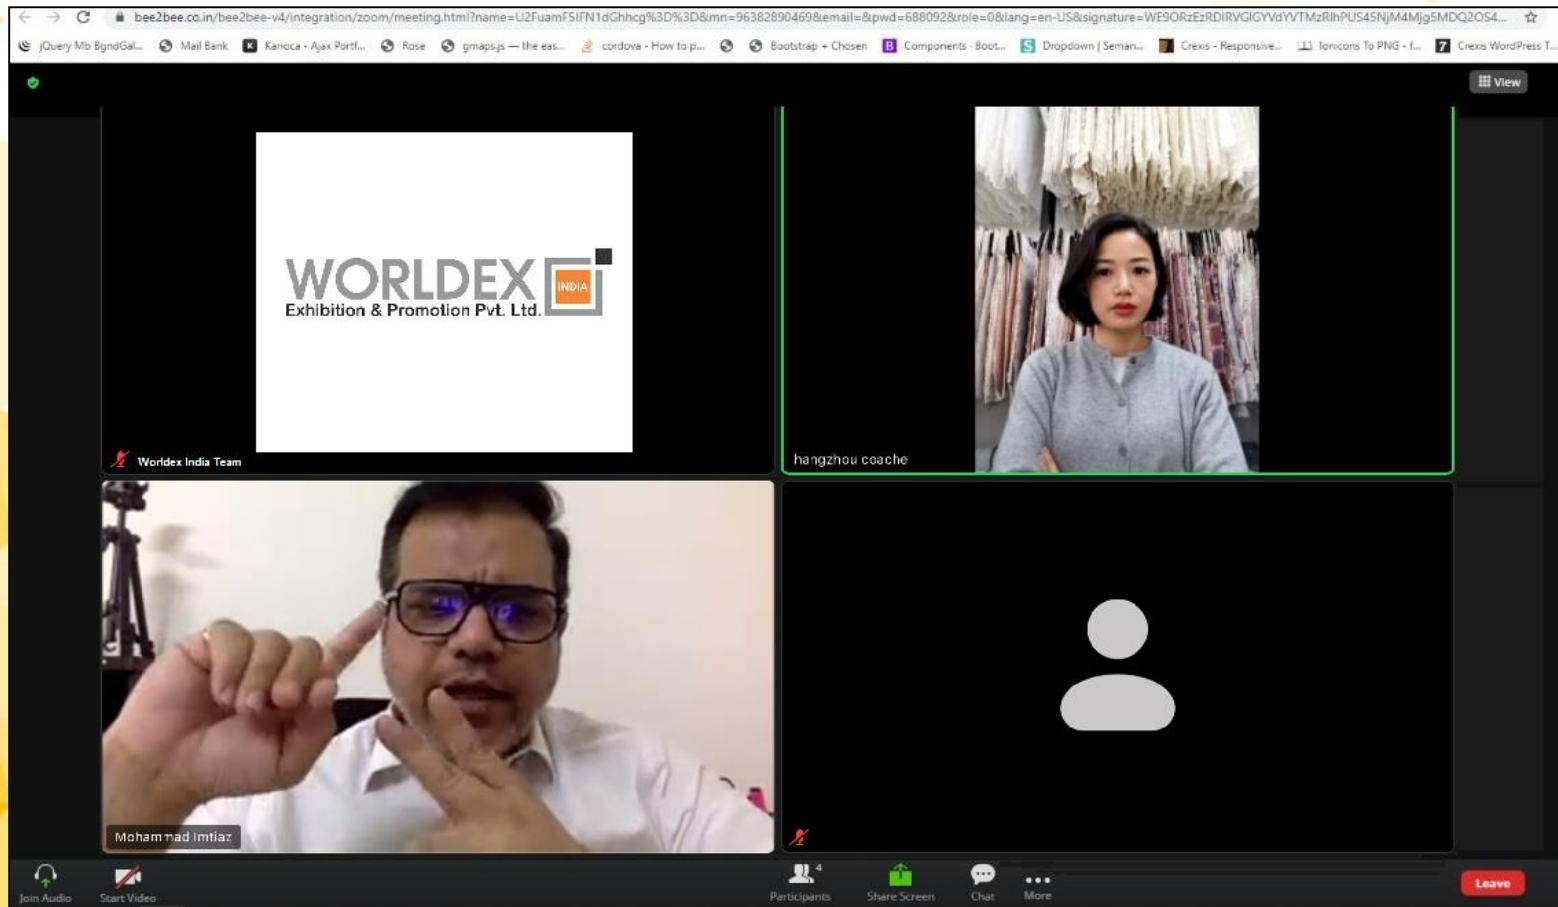 bee2bee.co.in/bee2bee-v4/integration/zoom/meeting.html?name=U2FuamF5IFN1dGhhcg%3D%3D&mn=96382890469&email=&pwd=688092&role=0&lang=en-US&signature=
jQuery Mb BgndGal... Mail Bank Karioca - Ajax Portf... Rose gmaps.js — the eas... cordova - How to p... Bootstrap + Chosen B Components · Boot... S Dropdown | Seman... Crexis - Responsive... Ionicons To PNG - f... 7 Crexis WordPress T...
View
WORLDEX INDIA
Exhibition & Promotion Pvt. Ltd.
Worldex India Team
hangzhou coache
Mohammad Imtiaz
Join Audio Start Video Participants 4 Share Screen Chat More Leave